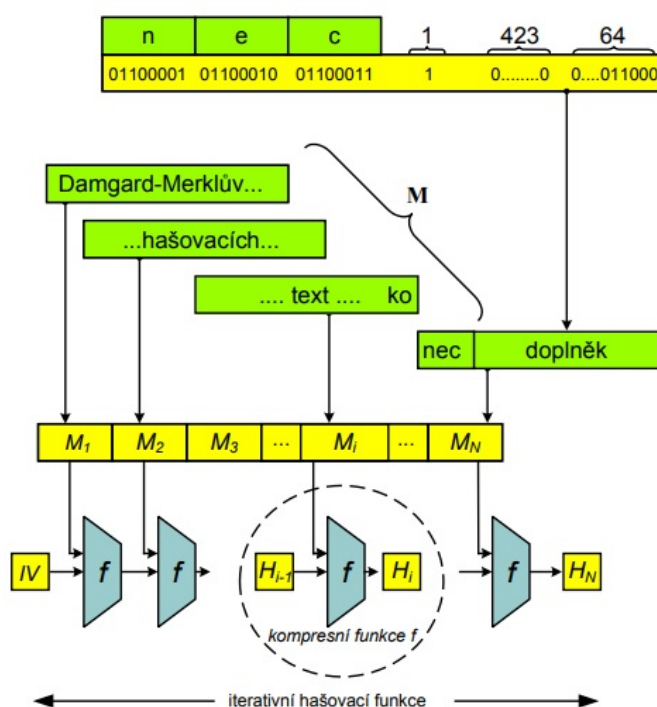 n e c 1 423 64
01100001 01100010 01100011 1 0........0 0....011000
Damgard-Merklův...
M
...hašovacích...
.... text .... ko
nec doplněk
M1 M2 M3 ... Mi ... MN
IV f f Hi-1 f Hi f HN
kompresní funkce f
iterativní hašovací funkce